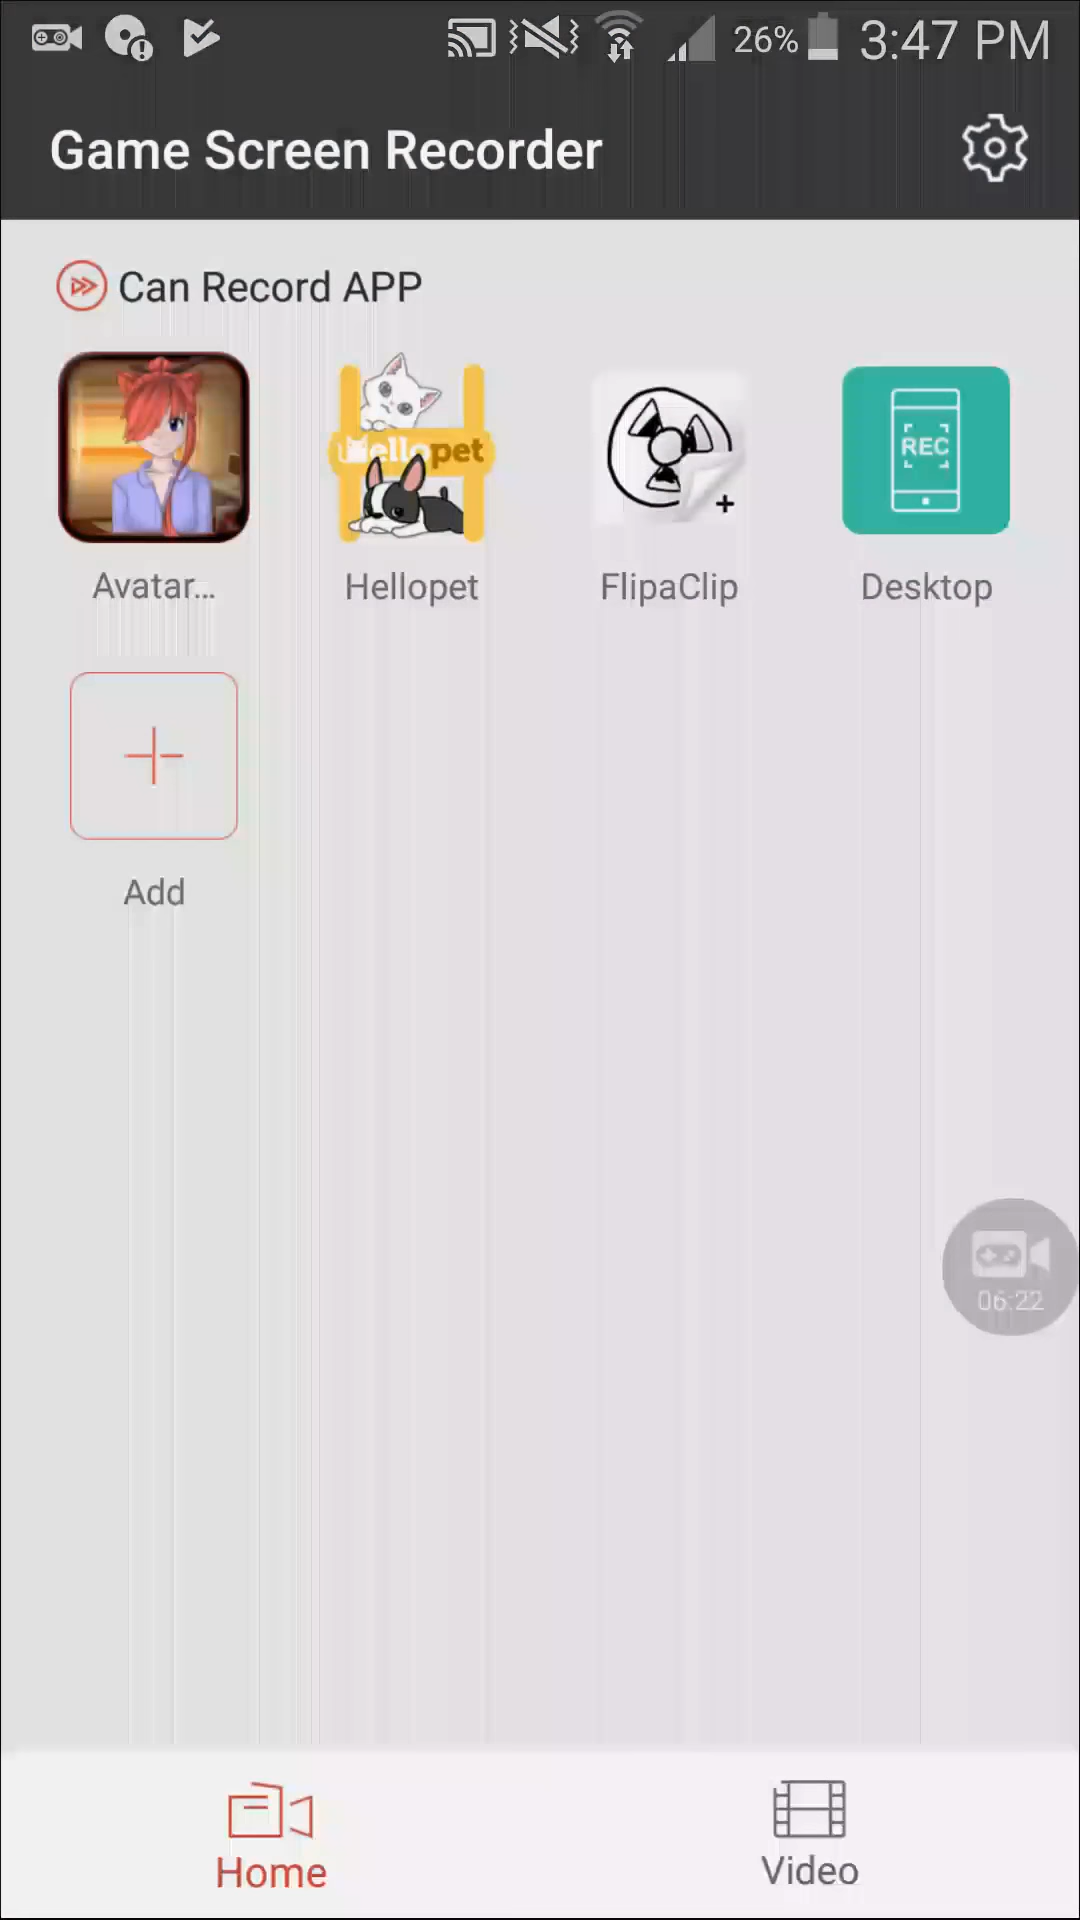 26% 3:47 PM
Game Screen Recorder
Can Record APP
Hellopet
REC
Avatar... Hellopet FlipaClip Desktop
Add
06:22
Home Video